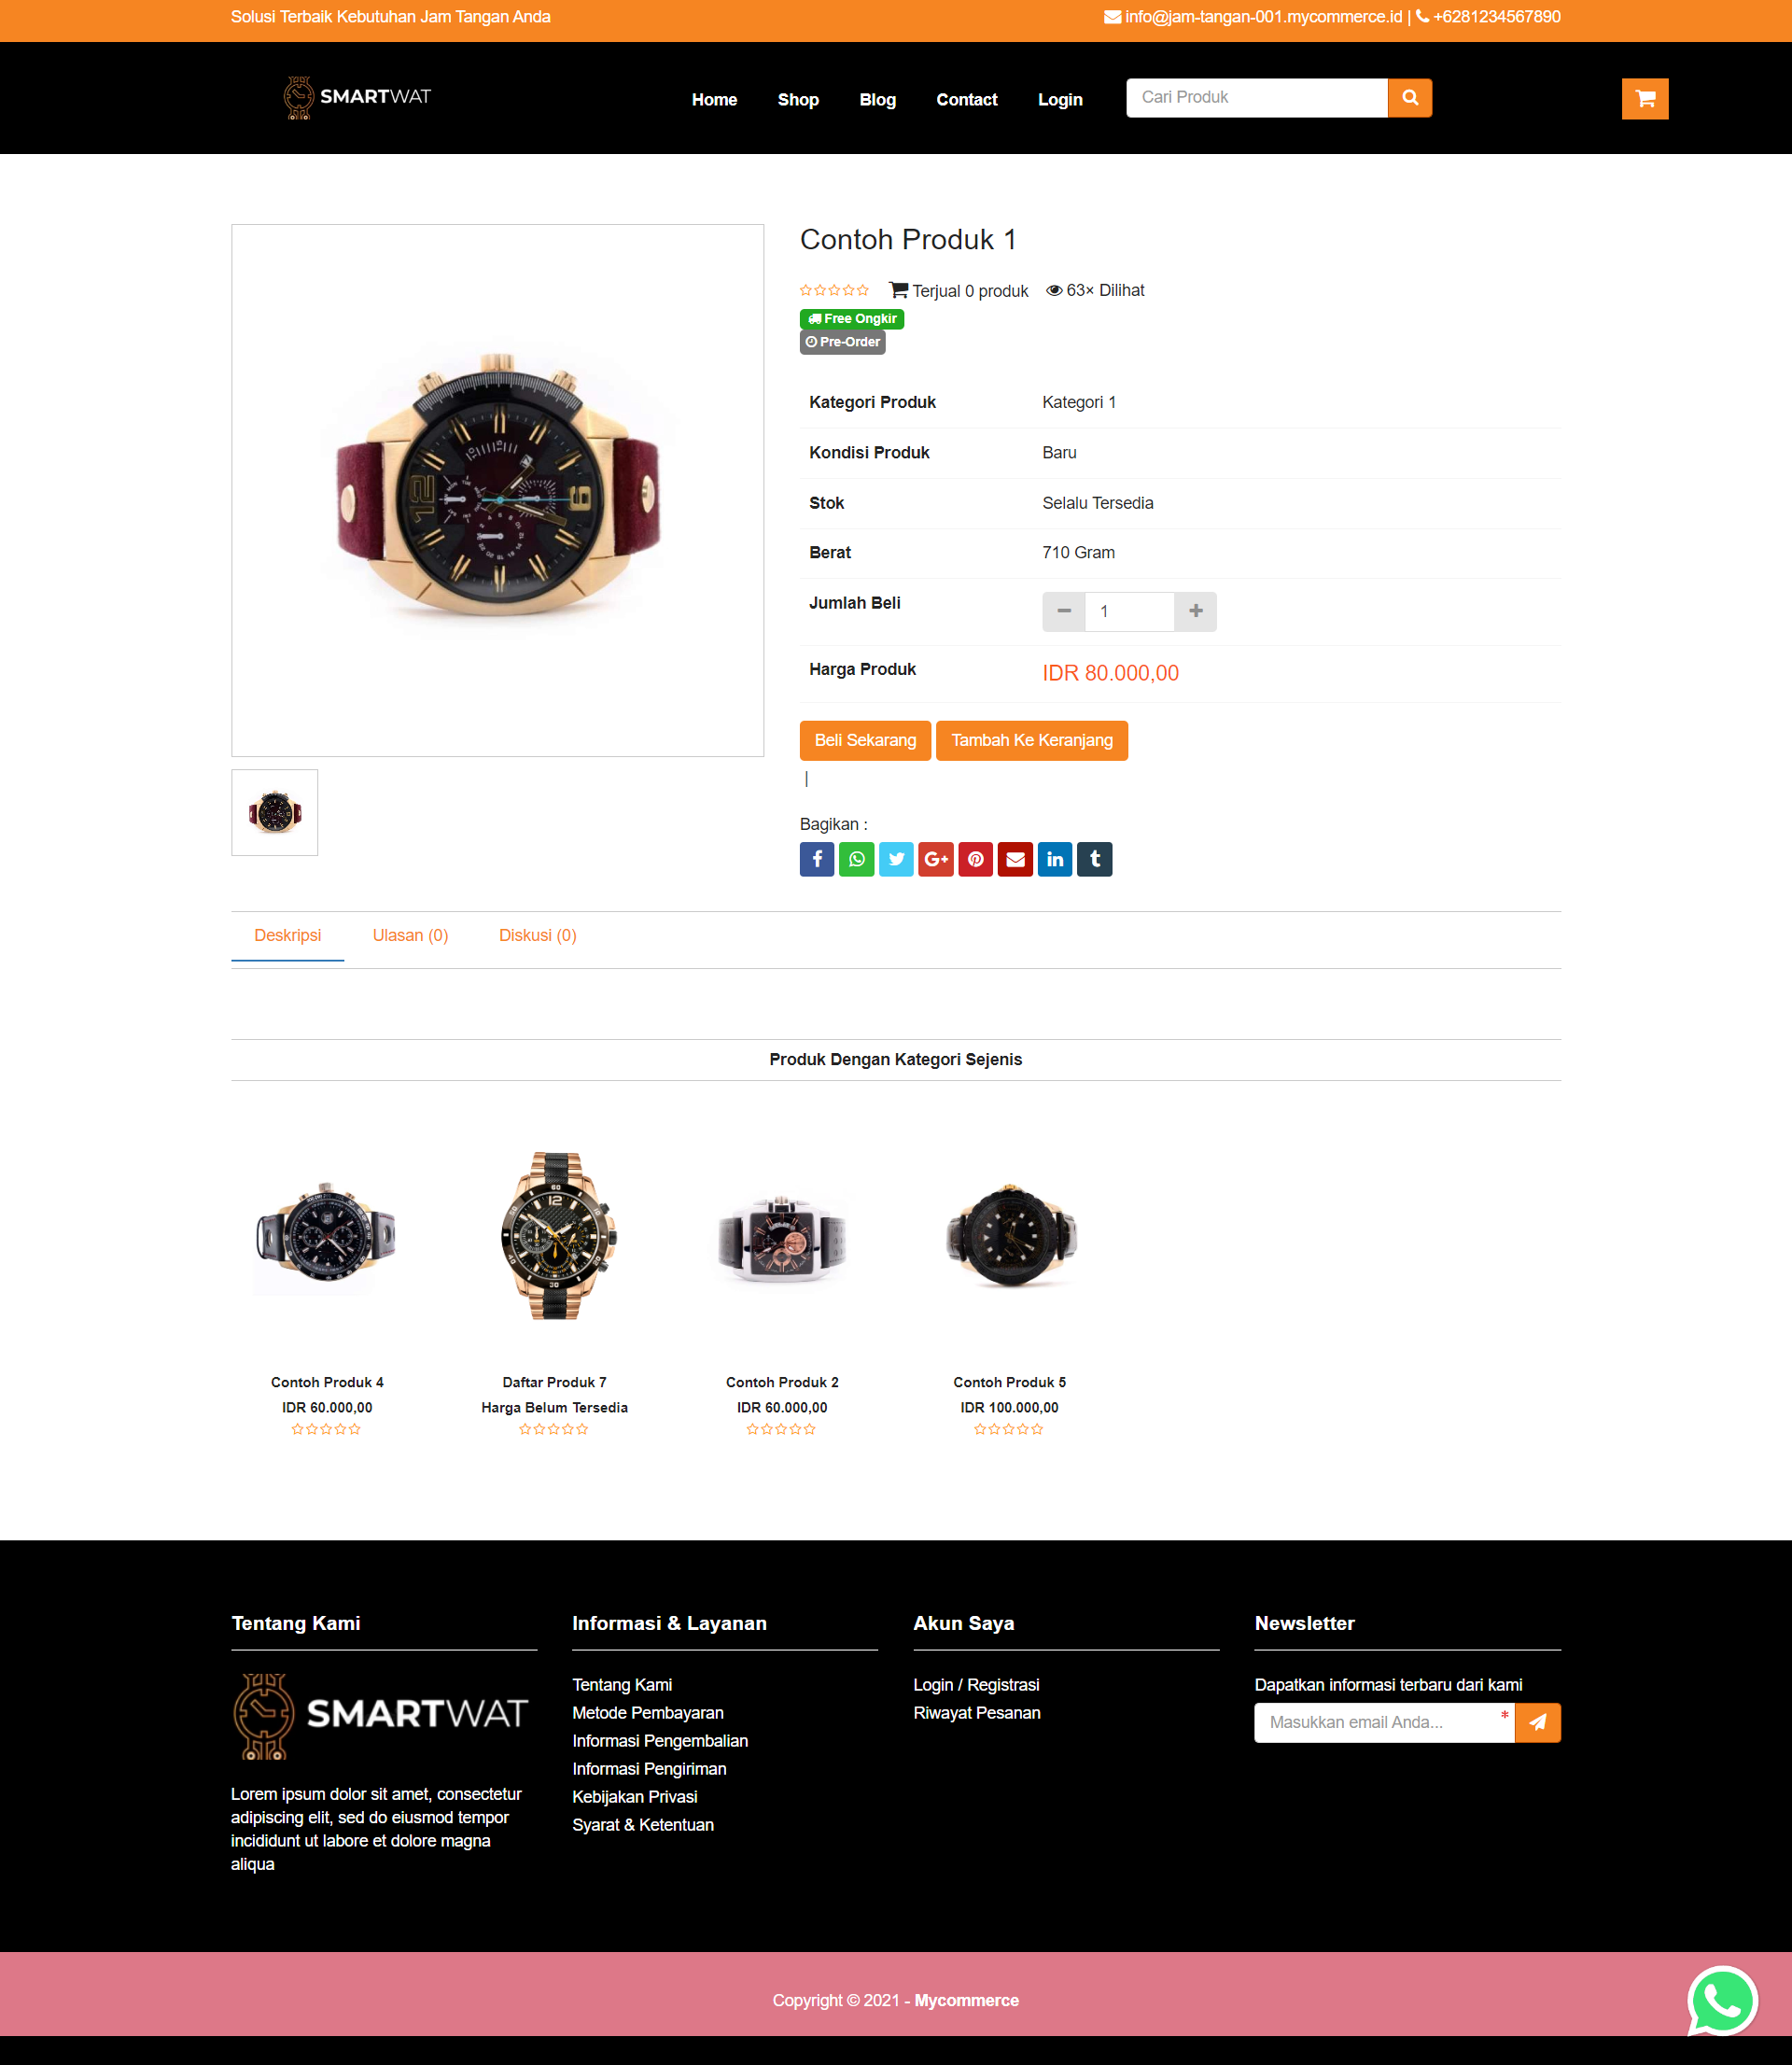 Solusi Terbaik Kebutuhan Jam Tangan Anda
info@jam-tangan-001.mycommerce.id | +6281234567890
SMARTWAT
Home Shop Blog Contact Login
Cari Produk
Contoh Produk 1
Terjual 0 produk 63× Dilihat
Free Ongkir
Pre-Order
Kategori Produk Kategori 1
Kondisi Produk Baru
Stok Selalu Tersedia
Berat 710 Gram
Jumlah Beli 1
Harga Produk IDR 80.000,00
Beli Sekarang Tambah Ke Keranjang
|
Bagikan :
Deskripsi Ulasan (0) Diskusi (0)
Produk Dengan Kategori Sejenis
Contoh Produk 4
IDR 60.000,00
Daftar Produk 7
Harga Belum Tersedia
Contoh Produk 2
IDR 60.000,00
Contoh Produk 5
IDR 100.000,00
Tentang Kami
SMARTWAT
Lorem ipsum dolor sit amet, consectetur
adipiscing elit, sed do eiusmod tempor
incididunt ut labore et dolore magna
aliqua
Informasi & Layanan
Tentang Kami
Metode Pembayaran
Informasi Pengembalian
Informasi Pengiriman
Kebijakan Privasi
Syarat & Ketentuan
Akun Saya
Login / Registrasi
Riwayat Pesanan
Newsletter
Dapatkan informasi terbaru dari kami
Masukkan email Anda... *
Copyright © 2021 - Mycommerce